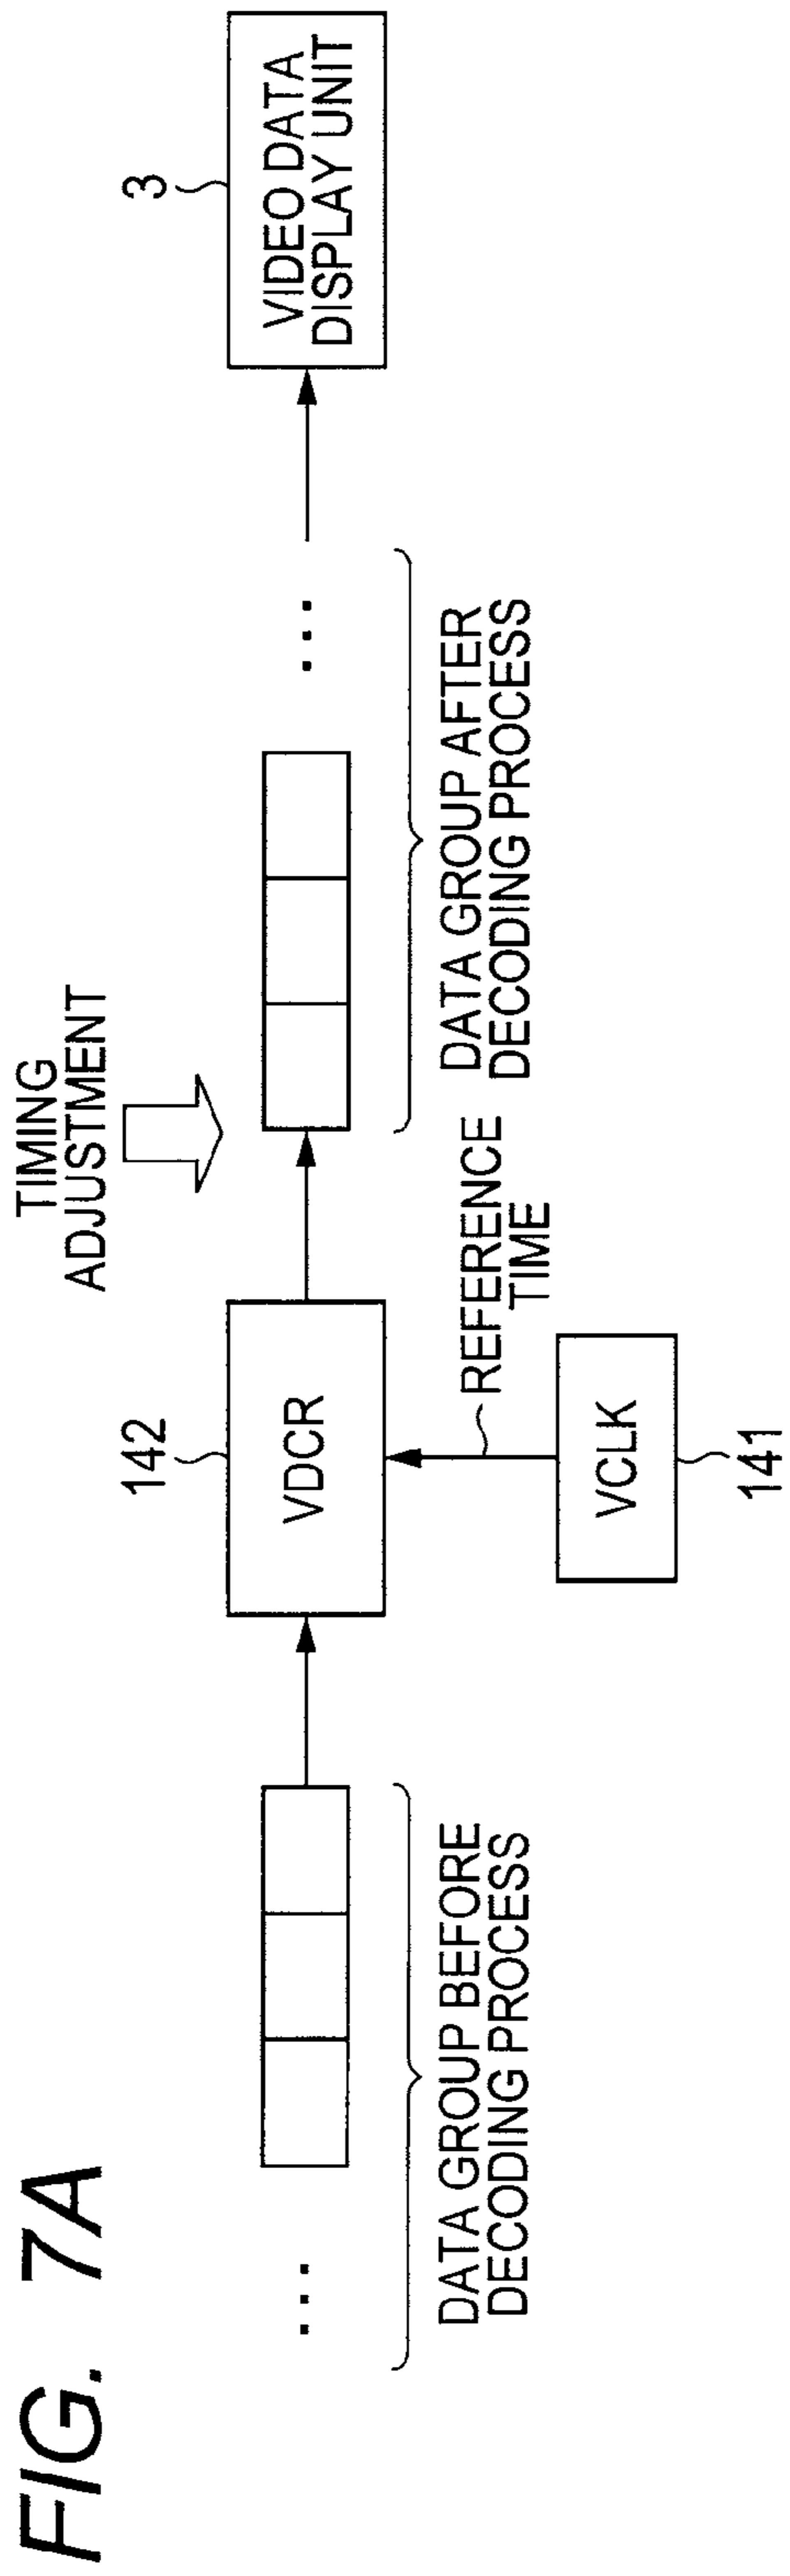 FIG. 7A
TIMING
ADJUSTMENT
142
3
VDCR
VIDEO DATA
DISPLAY UNIT
DATA GROUP BEFORE
DECODING PROCESS
REFERENCE
TIME
DATA GROUP AFTER
DECODING PROCESS
VCLK
141